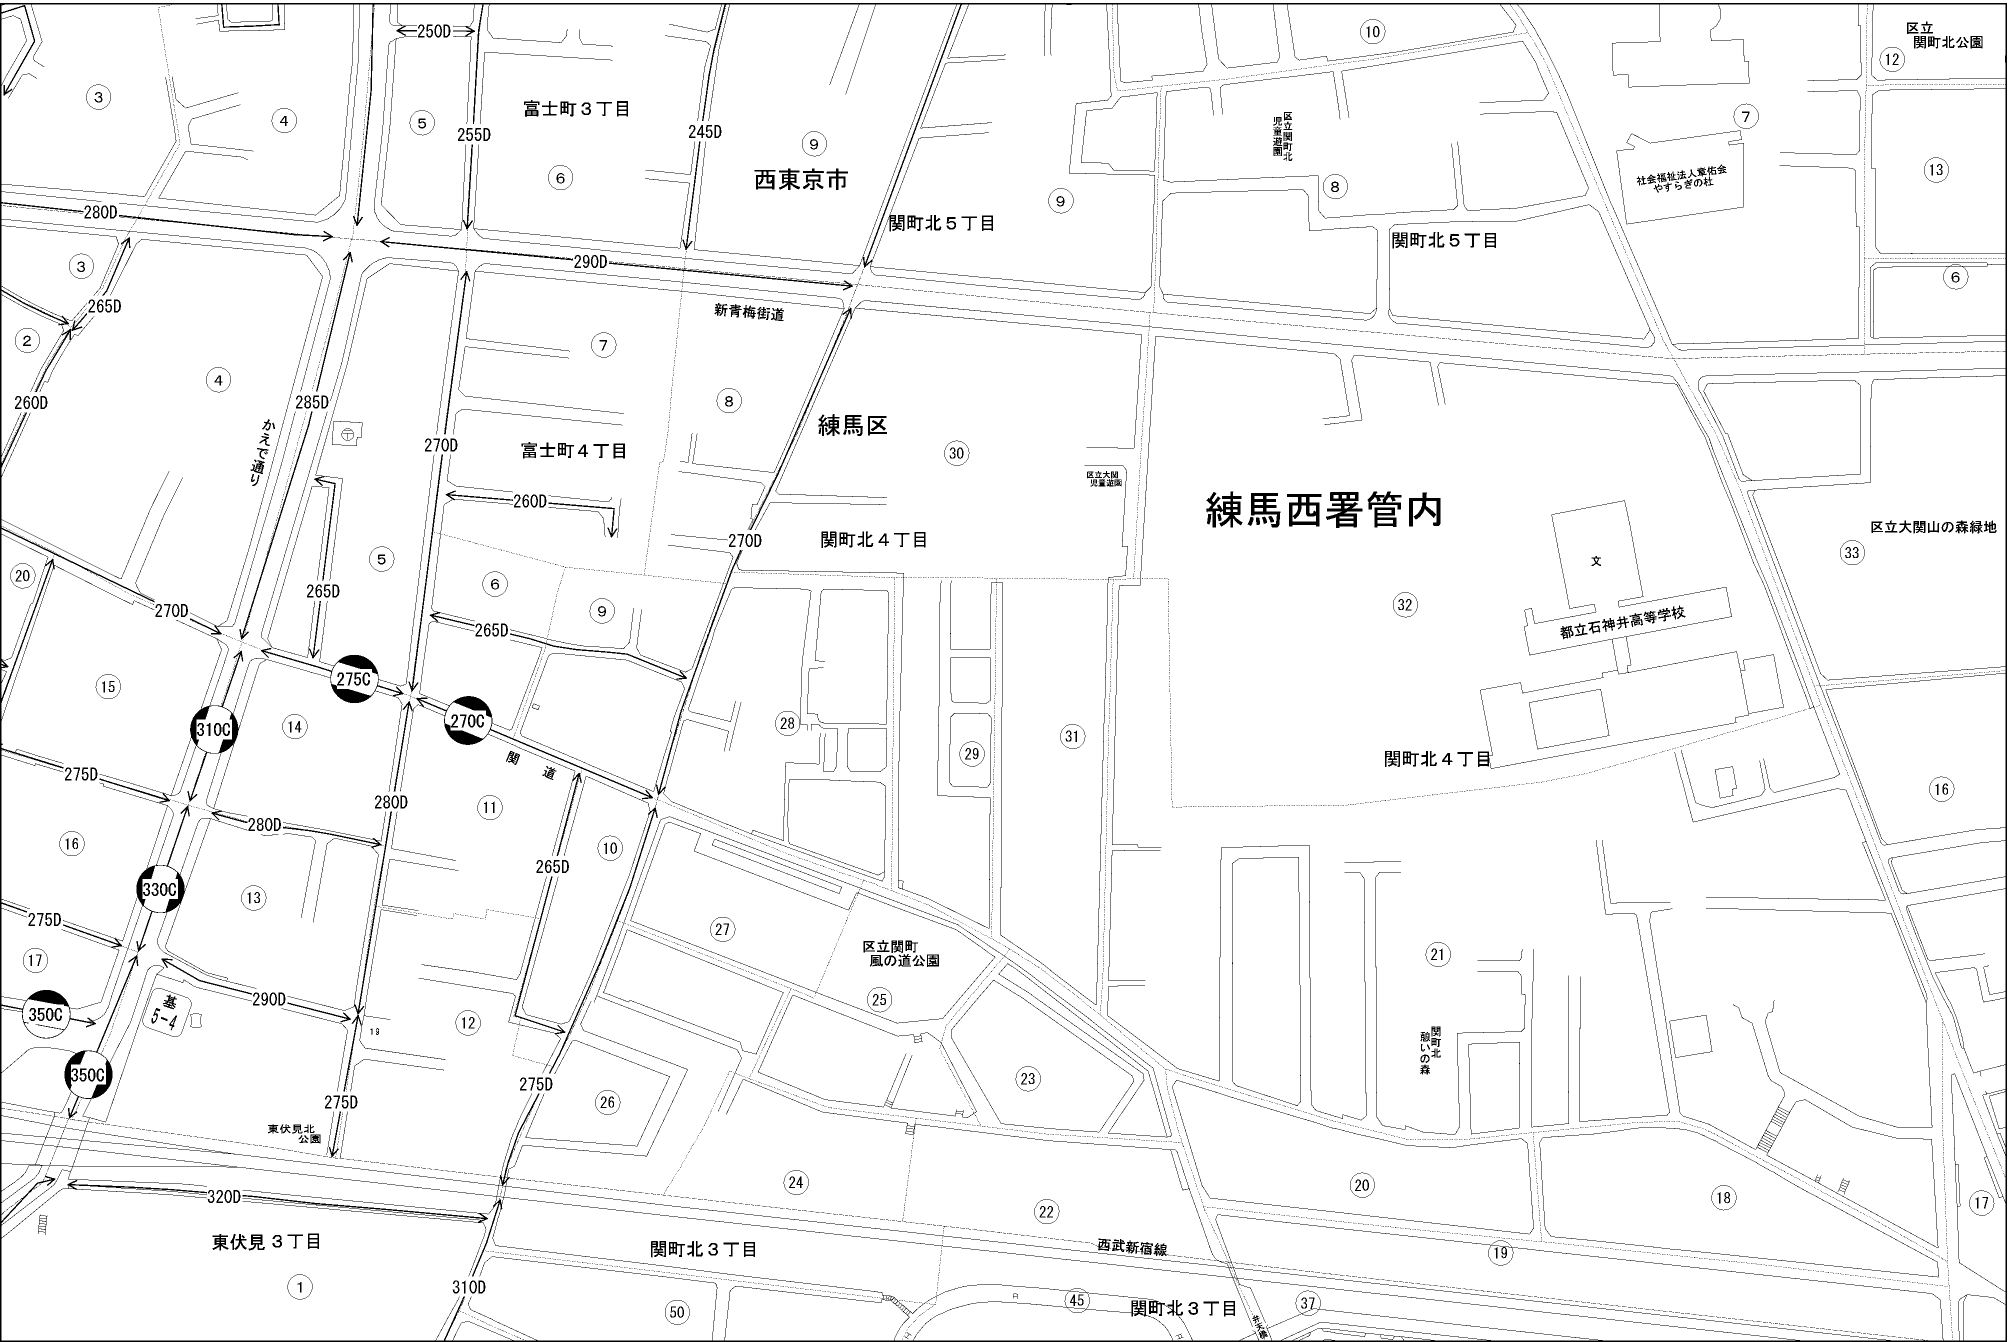 250D
10
区立
関町北公園
12
3
4
5
富士町３丁目
255D
245D
9
7
区立関町北
児童遊園
西東京市
6
8
社会福祉法人章佑会
やすらぎの杜
13
9
280D
関町北５丁目
関町北５丁目
3
290D
6
265D
新青梅街道
2
7
4
8
260D
285D
かえで通り
〒
270D
富士町４丁目
練馬区
30
区立大関
児童遊園
練馬西署管内
260D
270D
関町北４丁目
区立大関山の森緑地
33
5
文
20
6
265D
9
32
270D
265D
都立石神井高等学校
275C
15
310C
14
270C
28
31
29
関道
関町北４丁目
275D
280D
11
16
280D
16
10
265D
330C
13
27
275D
区立関町
風の道公園
21
17
25
290D
基
5-4
350C
12
19
関町北
憩いの森
350C
275D
23
275D
26
東伏見北
公園
24
20
18
320D
22
17
東伏見３丁目
関町北３丁目
西武新宿線
19
1
310D
50
45
関町北３丁目
37
弁天橋